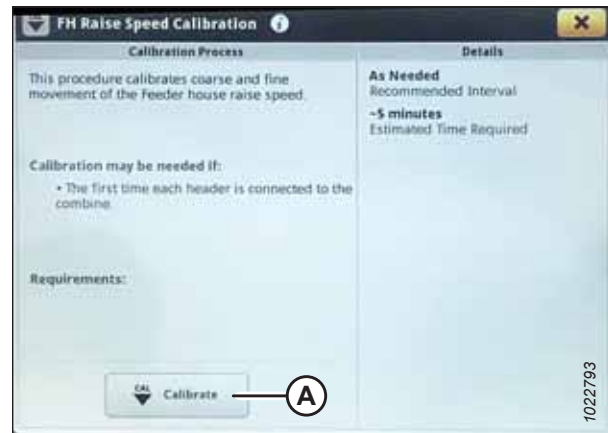 FH Raise Speed Calibration
Calibration Process
Details
This procedure calibrates coarse and fine
movement of the Feeder house raise speed.
Calibration may be needed if:
• The first time each header is connected to the
combine.
Requirements:
CAL
Calibrate
A
As Needed
Recommended Interval
~5 minutes
Estimated Time Required
1022793